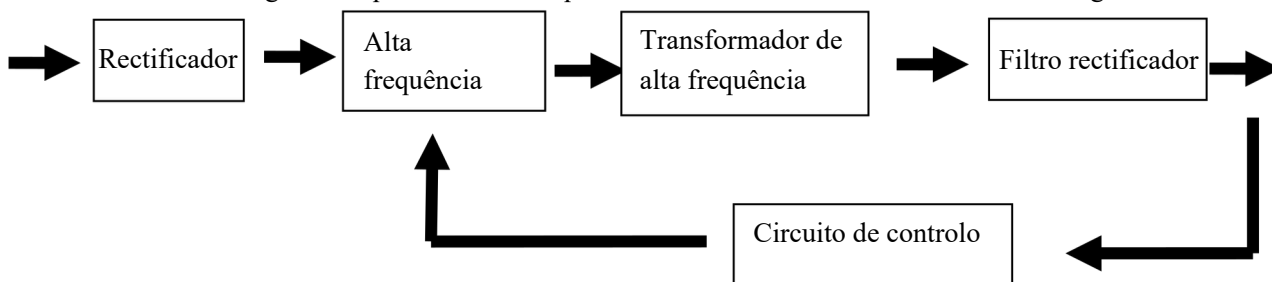 Rectificador
Alta
frequência
Transformador de
alta frequência
Filtro rectificador
Circuito de controlo